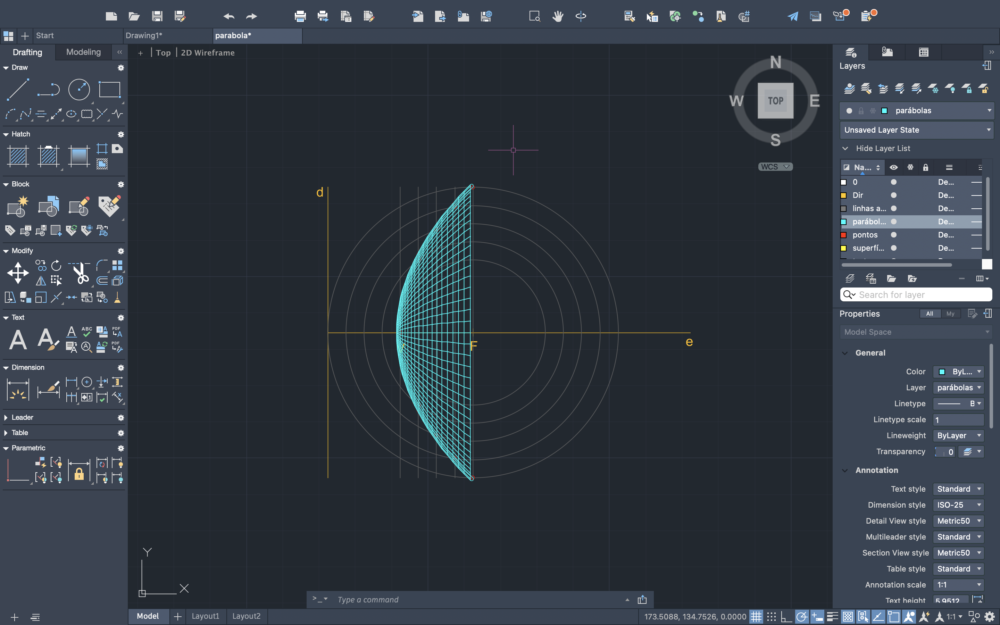 Start
Drawing1*
parabola*
Drafting
Modeling
Top
2D Wireframe
Draw
Hatch
Block
Modify
Text
ABC
PDF
PDF
Dimension
Leader
Table
Parametric
d
F
e
N
W
TOP
E
S
WCS
Y
X
Type a command
Model
Layout1
Layout2
173.5088, 134.7526, 0.0000
1:1
Layers
parábolas
Unsaved Layer State
Hide Layer List
Na...
0 De...
Dir De...
linhas a... De...
parábol... De...
pontos De...
superfí... De...
Search for layer
Properties
All
My
Model Space
General
Color ByL...
Layer parábolas
Linetype B
Linetype scale 1
Lineweight ByLayer
Transparency 0
Annotation
Text style Standard
Dimension style ISO-25
Detail View style Metric50
Multileader style Standard
Section View style Metric50
Table style Standard
Annotation scale 1:1
Text height 5.9512